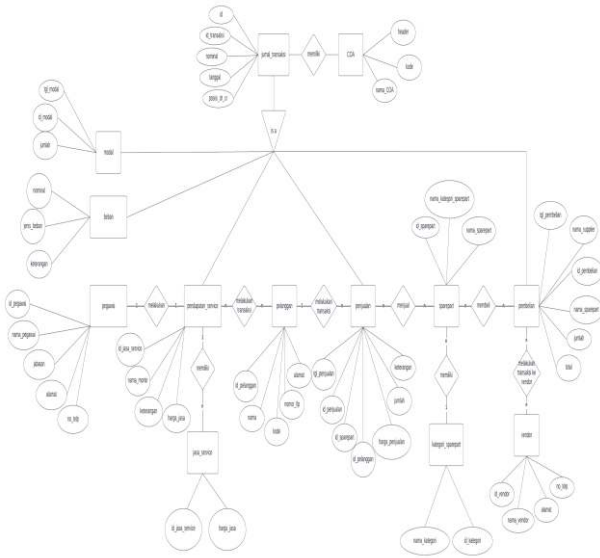 id
id_transaksi
nominal
tanggal
posisi_dr_cr
jurnal_transaksi
memiliki
COA
header
kode
nama_COA
is a
tgl_modal
id_modal
jumlah
modal
nominal
jenis_beban
keterangan
beban
nama_kategori_sparepart
id_sparepart
nama_sparepart
tgl_pembelian
nama_supplier
id_pembelian
nama_sparepart
jumlah
total
pegawai
melakukan
pendapatan_service
melakukan
transaksi
pelanggan
melakukan
transaksi
penjualan
menjual
sparepart
membeli
pembelian
id_pegawai
nama_pegawai
jabatan
alamat
no_telp
id_jasa_service
keterangan
harga_jasa
memiliki
jasa_service
id_jasa_service
harga_jasa
id_pelanggan
nama
kode
nomor_tlp
alamat
tgl_penjualan
id_penjualan
id_sparepart
id_pelanggan
harga_penjualan
jumlah
keterangan
memiliki
kategori_sparepart
nama_kategori
id_kategori
melakukan
transaksi ke
vendor
vendor
id_vendor
nama_vendor
alamat
no_telp